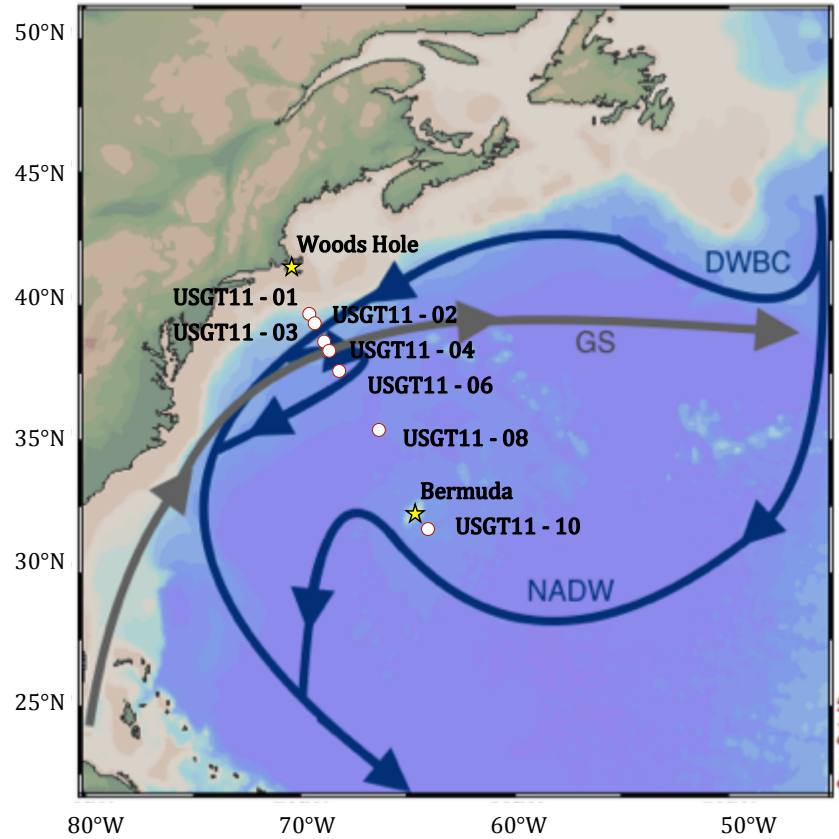 50°N
45°N
Woods Hole
DWBC
40°N
USGT11 - 01
USGT11 - 02
USGT11 - 03
GS
USGT11 - 04
USGT11 - 06
35°N
USGT11 - 08
Bermuda
USGT11 - 10
30°N
NADW
25°N
80°W
70°W
60°W
50°W